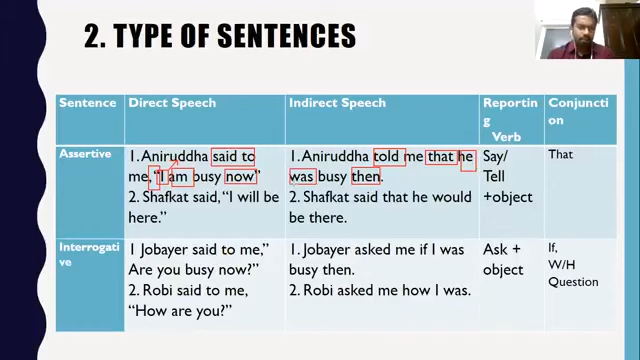 2. TYPE OF SENTENCES
Sentence Direct Speech Indirect Speech Reportin
g
Verb Conjuncti
on
Assertive 1. Aniruddha said to
me, "I am busy now"
2. Shafkat said, "I will be
here." 1. Aniruddha told me that he
was busy then.
2. Shafkat said that he would
be there. Say/
Tell
+object That
Interrogati
ve 1 Jobayer said to me,"
Are you busy now?"
2. Robi said to me,
"How are you?" 1. Jobayer asked me if I was
busy then.
2. Robi asked me how I was. Ask +
object If,
W/H
Question